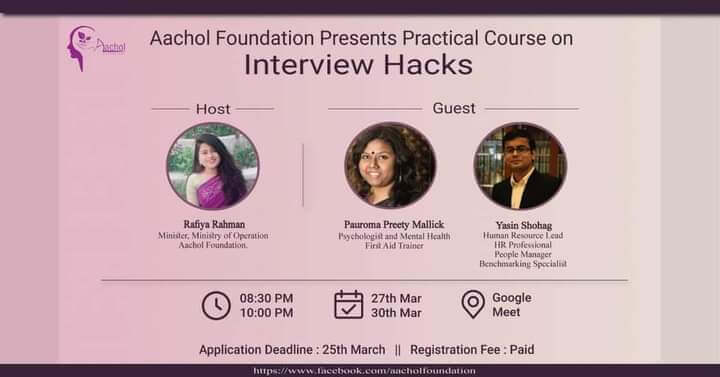 Aachol
Aachol Foundation Presents Practical Course on
Interview Hacks
Host
Guest
Rafiya Rahman
Minister, Ministry of Operation
Aachol Foundation.
Pauroma Preety Mallick
Psychologist and Mental Health
First Aid Trainer
Yasin Shohag
Human Resource Lead
HR Professional
People Manager
Benchmarking Specialist
08:30 PM
10:00 PM
27th Mar
30th Mar
Google
Meet
Application Deadline : 25th March || Registration Fee : Paid
https://www.facebook.com/aacholfoundation